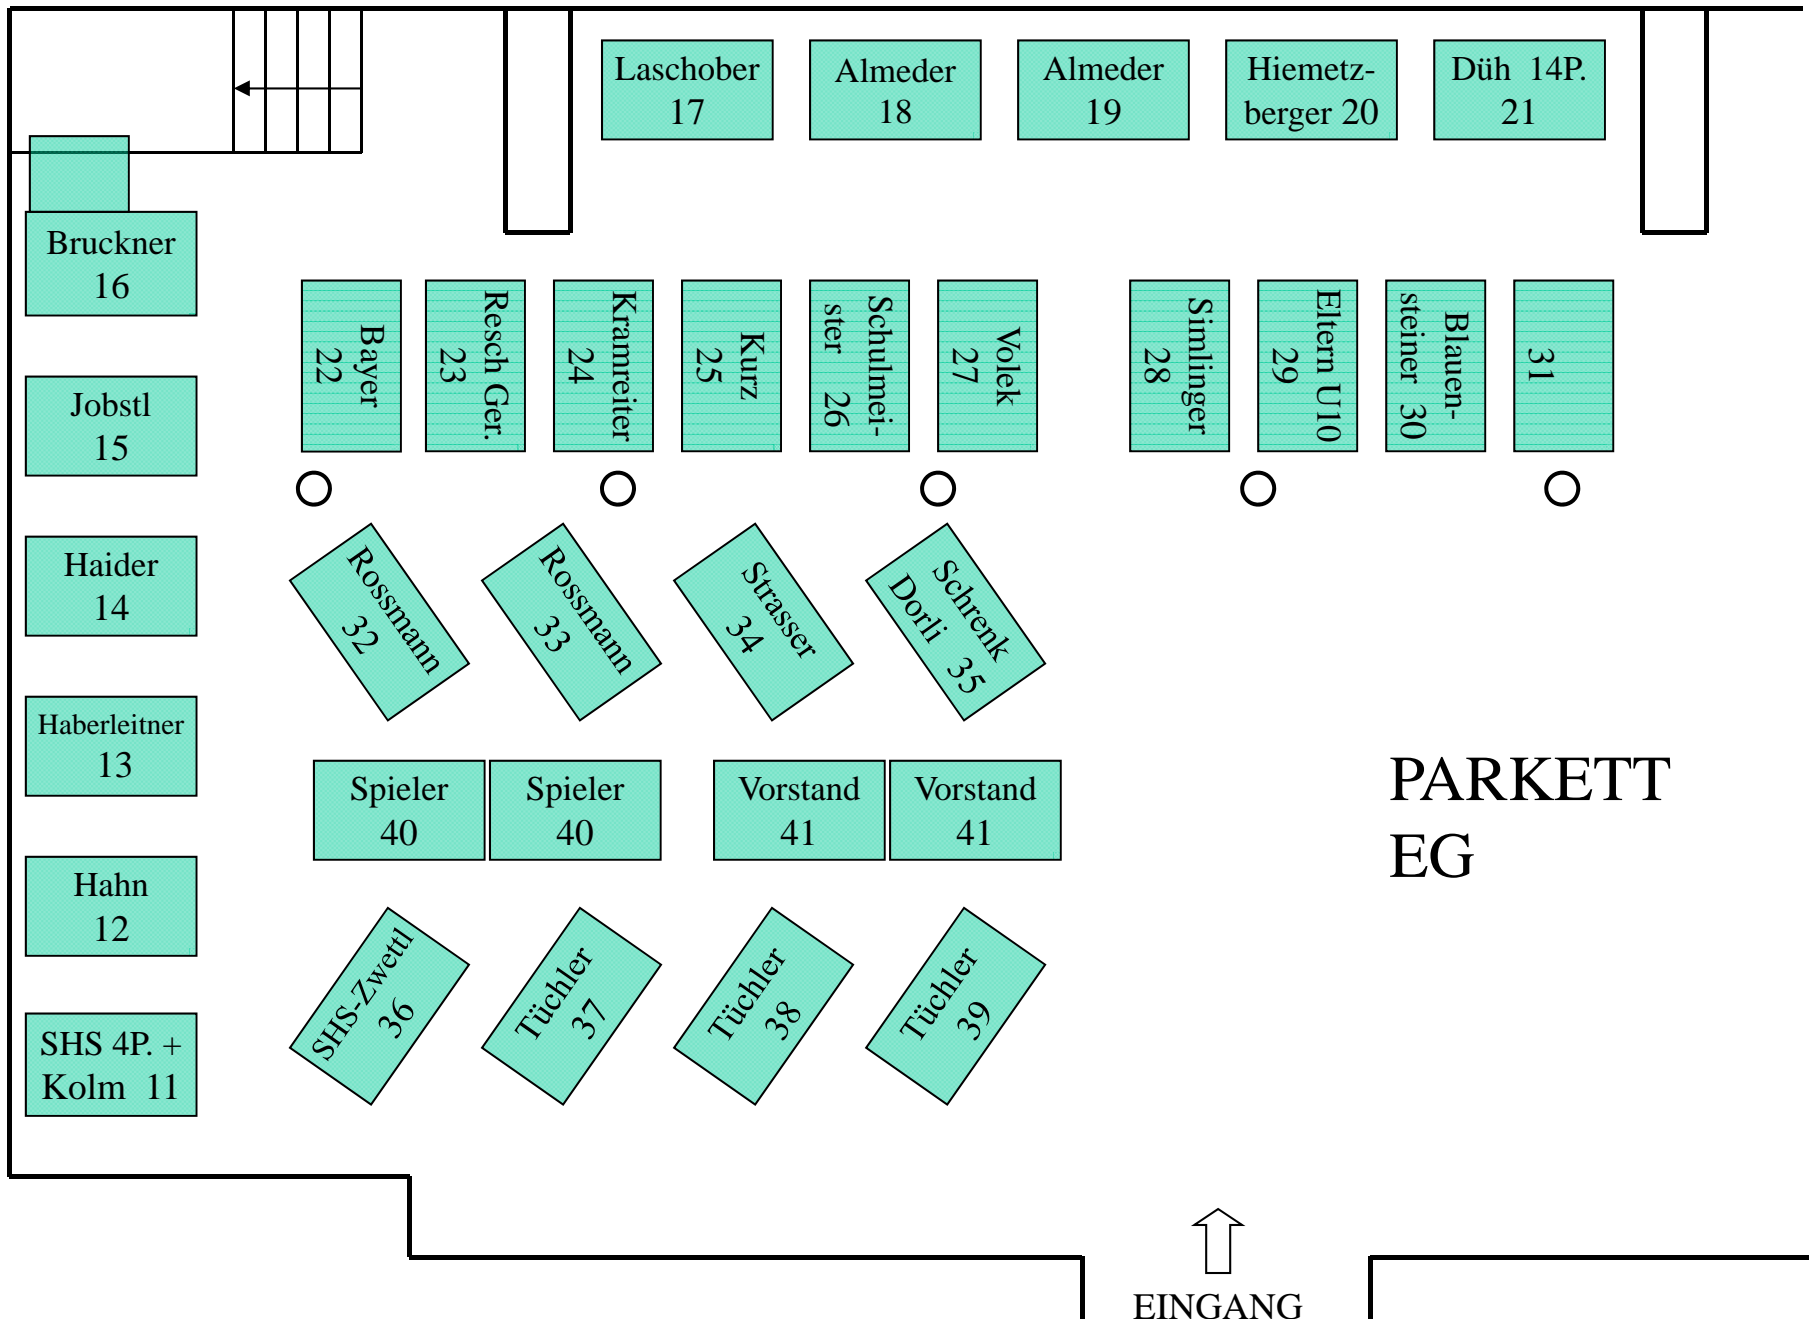 Laschober
17
Almeder
18
Almeder
19
Hiemetz-
berger 20
Düh 14P.
21
Bruckner
16
Jobstl
15
Haider
14
Haberleitner
13
Hahn
12
SHS 4P. +
Kolm 11
Bayer
22
Resch Ger.
23
Kramreiter
24
Kurz
25
Schulmei-
ster 26
Volek
27
Simlinger
28
Eltern U10
29
Blauen-
steiner 30
31
Rossmann
32
Rossmann
33
Strasser
34
Schrenk
Dorli 35
Spieler
40
Spieler
40
Vorstand
41
Vorstand
41
SHS-Zwettl
36
Tüchler
37
Tüchler
38
Tüchler
39
PARKETT
EG
EINGANG